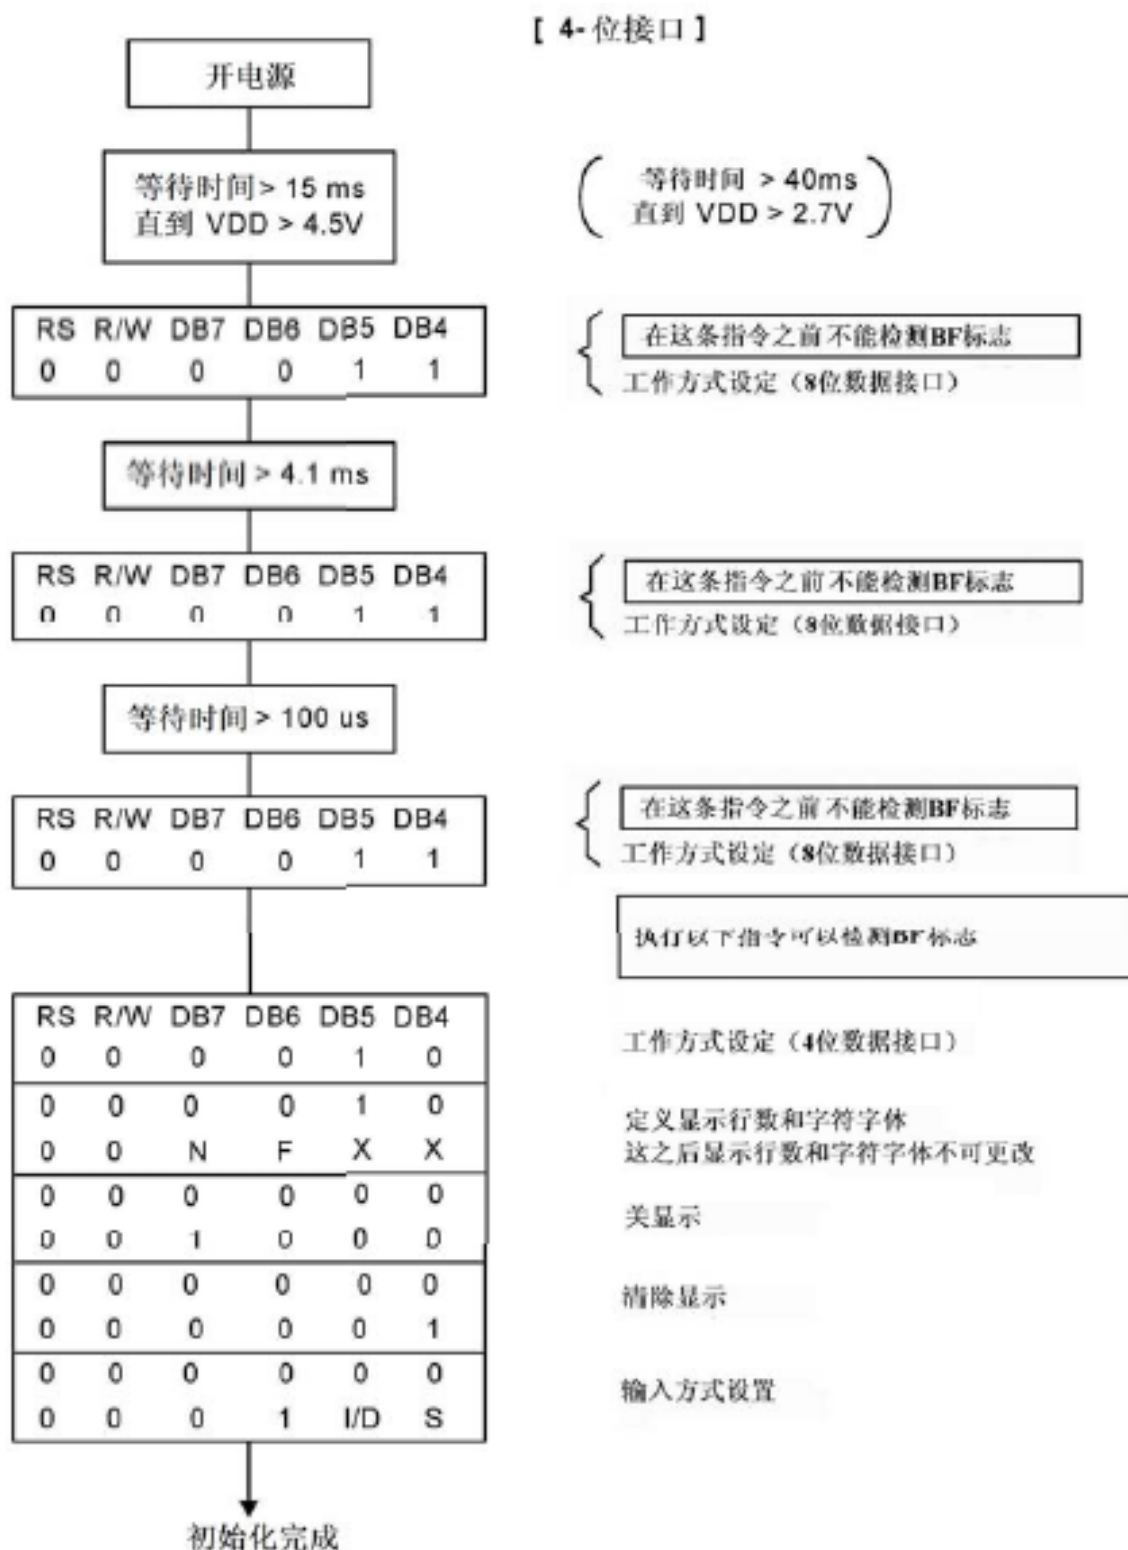 [ 4- 位接口 ]
开电源
等待时间 > 15 ms
直到 VDD > 4.5V
等待时间 > 40ms
直到 VDD > 2.7V
RS R/W DB7 DB6 DB5 DB4
0 0 0 0 1 1
在这条指令之前不能检测BF标志
工作方式设定（8位数据接口）
等待时间 > 4.1 ms
RS R/W DB7 DB6 DB5 DB4
0 0 0 0 1 1
在这条指令之前不能检测BF标志
工作方式设定（8位数据接口）
等待时间 > 100 us
RS R/W DB7 DB6 DB5 DB4
0 0 0 0 1 1
在这条指令之前不能检测BF标志
工作方式设定（8位数据接口）
执行以下指令可以检测BF标志
RS R/W DB7 DB6 DB5 DB4
0 0 0 0 1 0
工作方式设定（4位数据接口）
0 0 0 0 1 0
0 0 N F X X
定义显示行数和字符字体
这之后显示行数和字符字体不可更改
0 0 0 0 0 0
0 0 1 0 0 0
关显示
0 0 0 0 0 0
0 0 0 0 0 1
清除显示
0 0 0 0 0 0
0 0 0 1 I/D S
输入方式设置
初始化完成